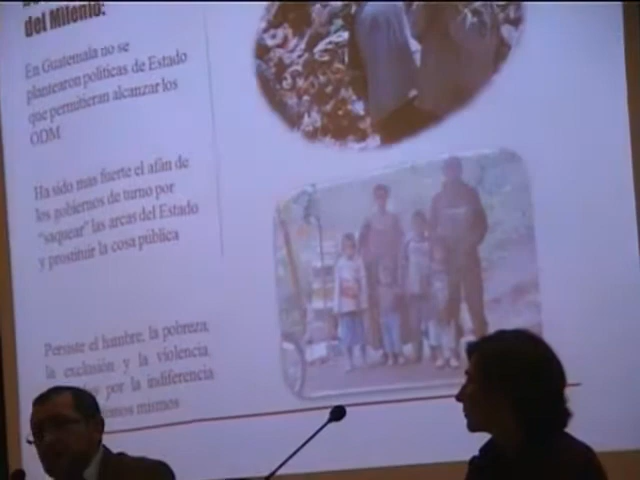 del Milenio:
En Guatemala no se
plantearon políticas de Estado
que permitieran alcanzar los
ODM
Ha sido mas fuerte el afán de
los gobiernos de turno por
"saquear" las arcas del Estado
y prostituir la cosa pública
Persiste el hambre, la pobreza,
la exclusión y la violencia,
por la indiferencia
mismos